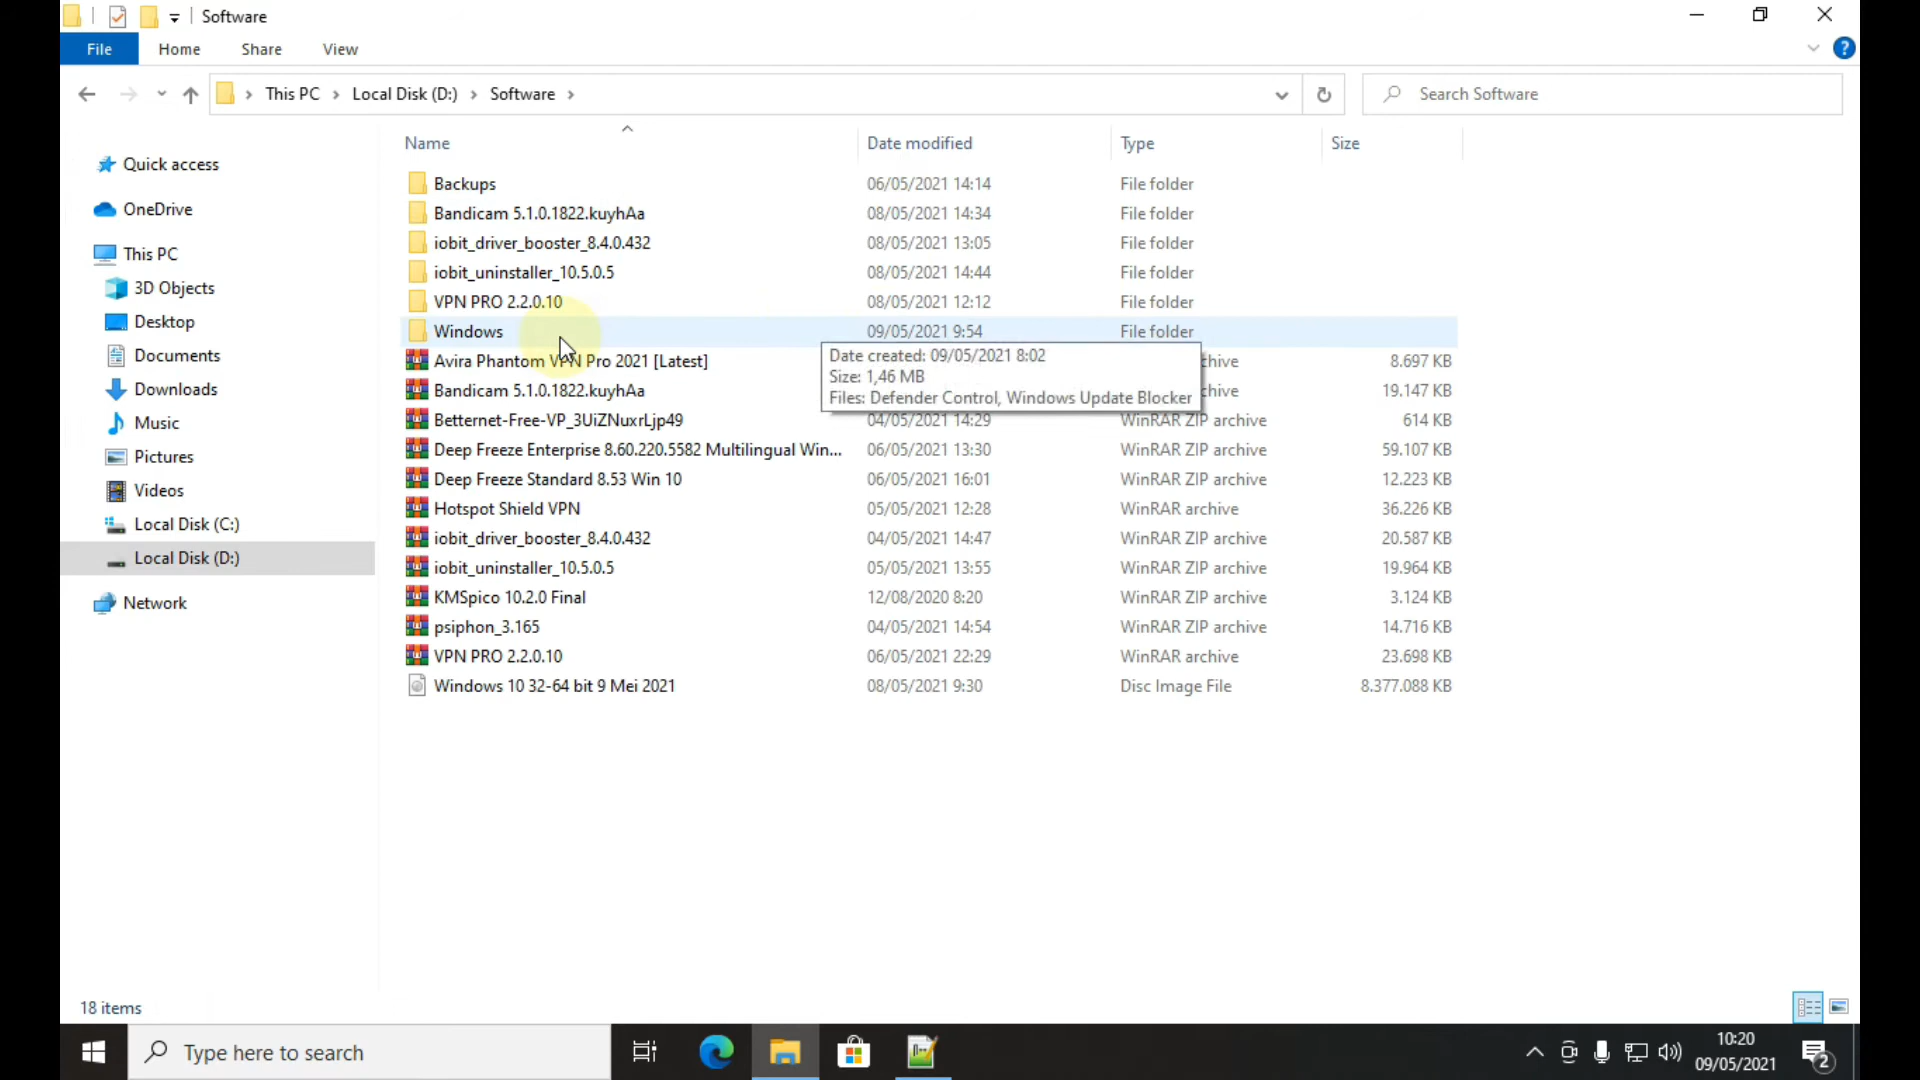 Software
File Home Share View
This PC Local Disk (D:) Software
Search Software
Name Date modified Type Size
Quick access
OneDrive
This PC
3D Objects
Desktop
Documents
Downloads
Music
Pictures
Videos
Local Disk (C:)
Local Disk (D:)
Network
Backups 06/05/2021 14:14 File folder
Bandicam 5.1.0.1822.kuyhAa 08/05/2021 14:34 File folder
iobit_driver_booster_8.4.0.432 08/05/2021 13:05 File folder
iobit_uninstaller_10.5.0.5 08/05/2021 14:44 File folder
VPN PRO 2.2.0.10 08/05/2021 12:12 File folder
Windows 09/05/2021 9:54 File folder
Avira Phantom VPN Pro 2021 [Latest] 8.697 KB
Bandicam 5.1.0.1822.kuyhAa 19.147 KB
Betternet-Free-VP_3UiZNuxrLjp49 04/05/2021 14:29 WinRAR ZIP archive 614 KB
Deep Freeze Enterprise 8.60.220.5582 Multilingual Win... 06/05/2021 13:30 WinRAR ZIP archive 59.107 KB
Deep Freeze Standard 8.53 Win 10 06/05/2021 16:01 WinRAR ZIP archive 12.223 KB
Hotspot Shield VPN 05/05/2021 12:28 WinRAR archive 36.226 KB
iobit_driver_booster_8.4.0.432 04/05/2021 14:47 WinRAR ZIP archive 20.587 KB
iobit_uninstaller_10.5.0.5 05/05/2021 13:55 WinRAR ZIP archive 19.964 KB
KMSpico 10.2.0 Final 12/08/2020 8:20 WinRAR ZIP archive 3.124 KB
psiphon_3.165 04/05/2021 14:54 WinRAR ZIP archive 14.716 KB
VPN PRO 2.2.0.10 06/05/2021 22:29 WinRAR archive 23.698 KB
Windows 10 32-64 bit 9 Mei 2021 08/05/2021 9:30 Disc Image File 8.377.088 KB
Date created: 09/05/2021 8:02
Size: 1,46 MB
Files: Defender Control, Windows Update Blocker
18 items
Type here to search
10:20
09/05/2021
2